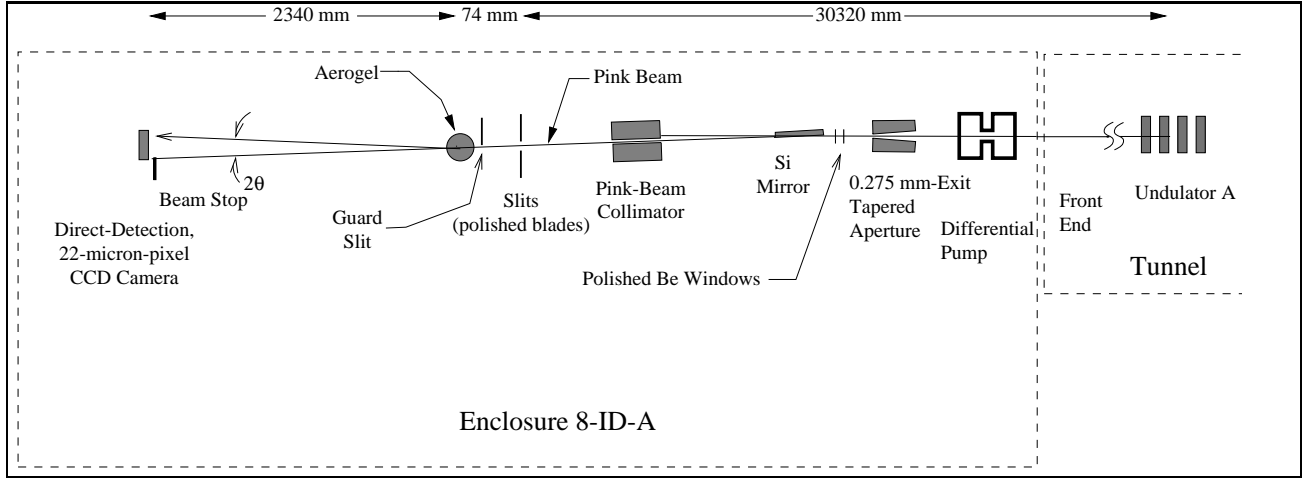 2340 mm
74 mm
30320 mm
Aerogel
Pink Beam
2θ
Beam Stop
Direct-Detection,
22-micron-pixel
CCD Camera
Guard
Slit
Slits
(polished blades)
Pink-Beam
Collimator
Si
Mirror
0.275 mm-Exit
Tapered
Aperture
Differential
Pump
Polished Be Windows
Front
End
Undulator A
Tunnel
Enclosure 8-ID-A